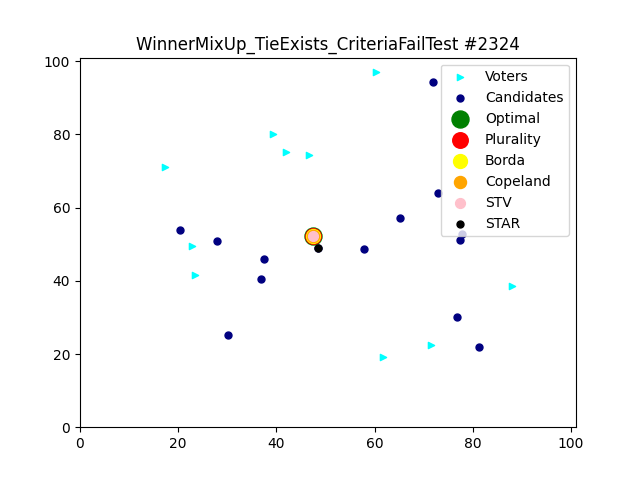 WinnerMixUp_TieExists_CriteriaFailTest #2324
100
80
60
40
20
0
0
20
40
60
80
100
Voters
Candidates
Optimal
Plurality
Borda
Copeland
STV
STAR